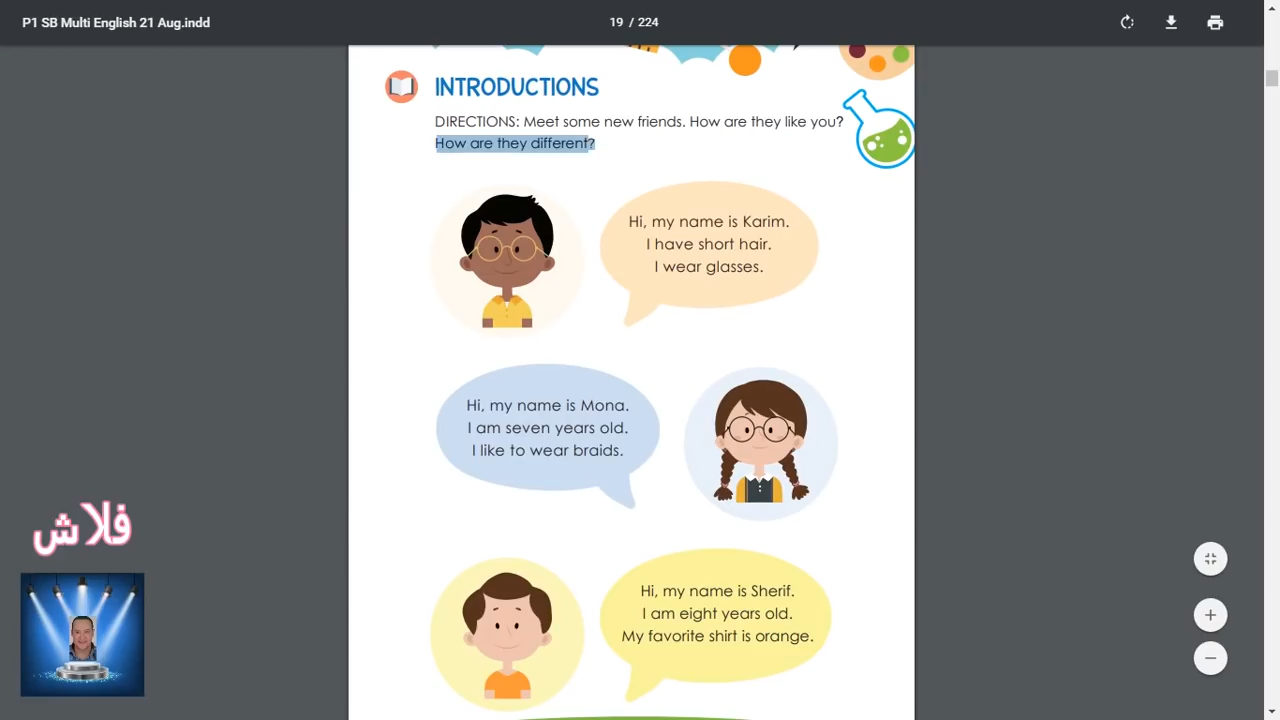 P1 SB Multi English 21 Aug.indd
19 / 224
INTRODUCTIONS
DIRECTIONS: Meet some new friends. How are they like you?
How are they different?
Hi, my name is Karim.
I have short hair.
I wear glasses.
Hi, my name is Mona.
I am seven years old.
I like to wear braids.
Hi, my name is Sherif.
I am eight years old.
My favorite shirt is orange.
فلاش